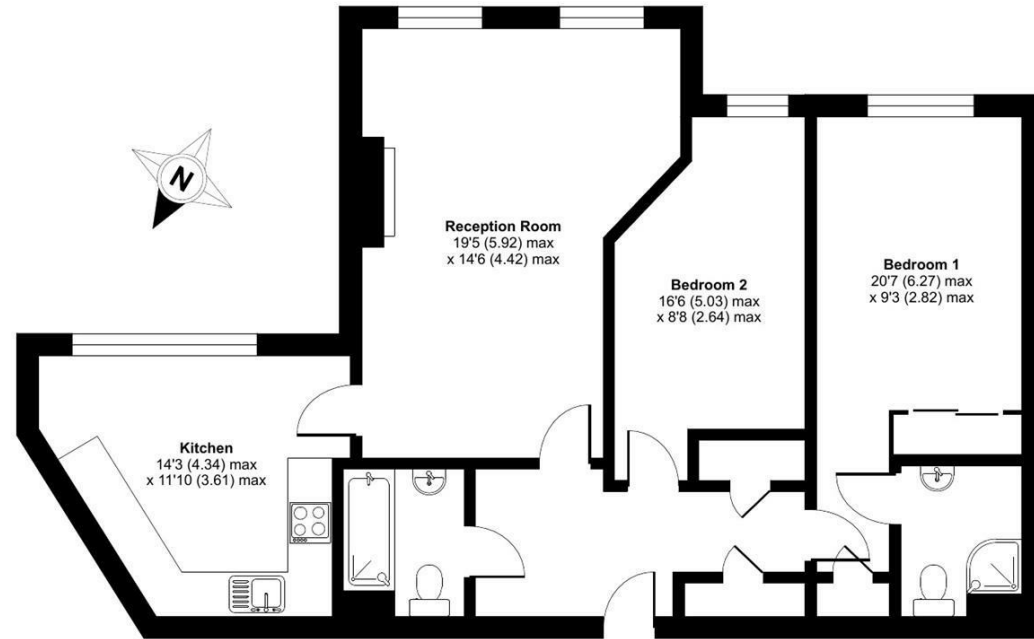 N
Reception Room
19'5 (5.92) max
x 14'6 (4.42) max
Bedroom 1
20'7 (6.27) max
x 9'3 (2.82) max
Bedroom 2
16'6 (5.03) max
x 8'8 (2.64) max
Kitchen
14'3 (4.34) max
x 11'10 (3.61) max